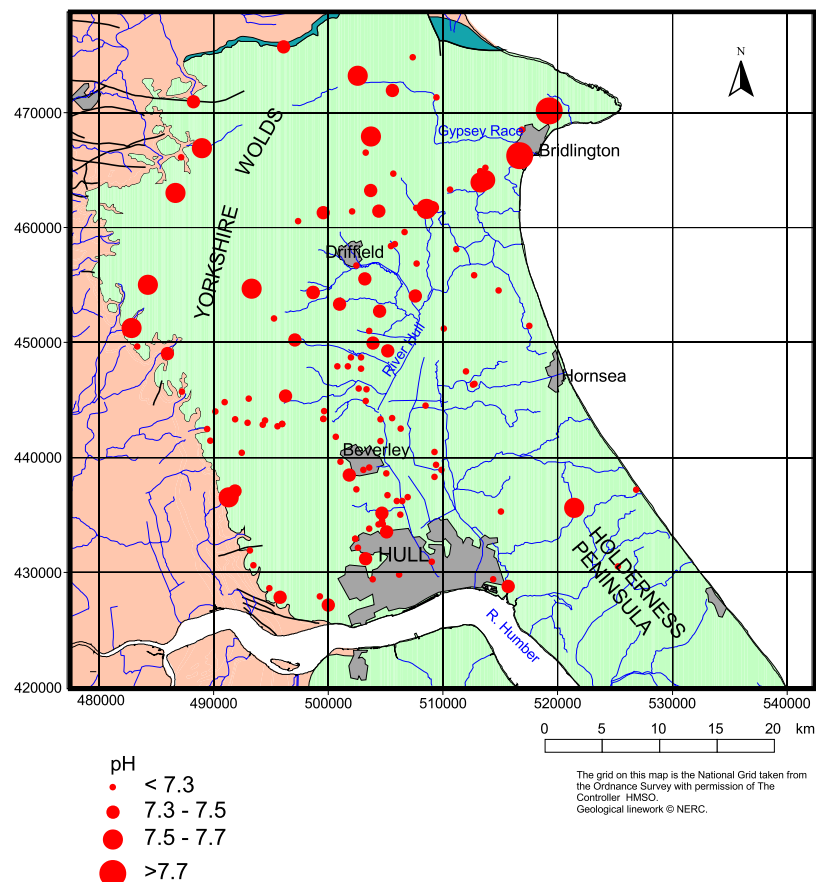 N
470000
460000
450000
440000
430000
420000
480000
490000
500000
510000
520000
530000
540000
YORKSHIRE WOLDS
Gypsey Race
Bridlington
Driffield
River Hull
Hornsea
Beverley
HULL
HOLDERNESS
PENINSULA
R. Humber
0 5 10 15 20 km
pH
< 7.3
7.3 - 7.5
7.5 - 7.7
>7.7
The grid on this map is the National Grid taken from
the Ordnance Survey with permission of The
Controller HMSO.
Geological linework © NERC.